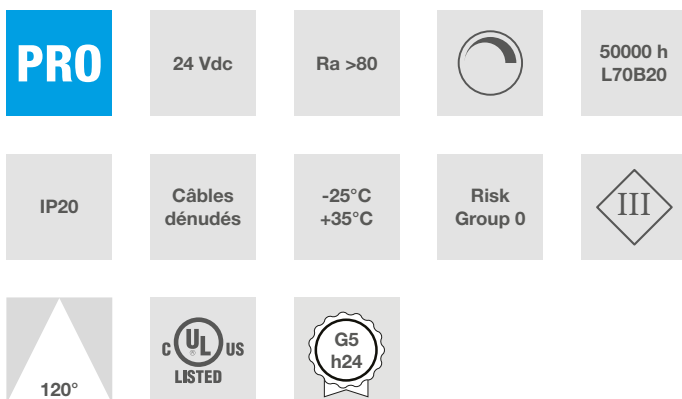 PRO
24 Vdc
Ra >80
50000 h
L70B20
IP20
Câbles
dénudés
-25°C
+35°C
Risk
Group 0
III
120°
C UL® US
LISTED
G5
h24